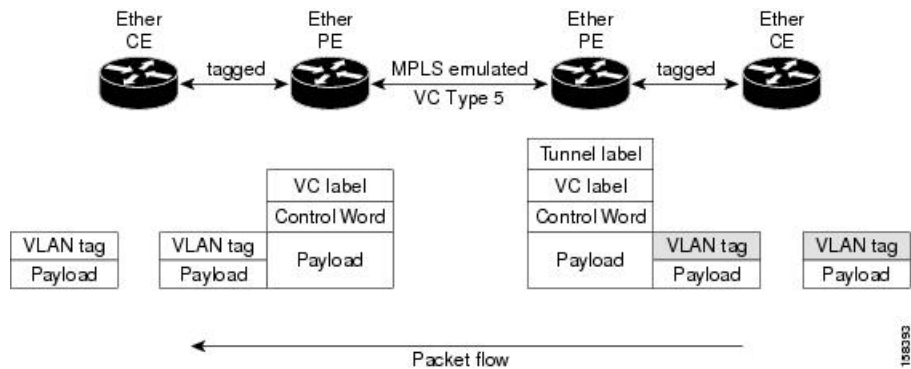 Ether
CE
Ether
PE
Ether
PE
Ether
CE
tagged
MPLS emulated
VC Type 5
tagged
Tunnel label
VC label
VC label
Control Word
Control Word
VLAN tag
Payload
VLAN tag
Payload
Payload
Payload
VLAN tag
Payload
VLAN tag
Payload
Packet flow
158393